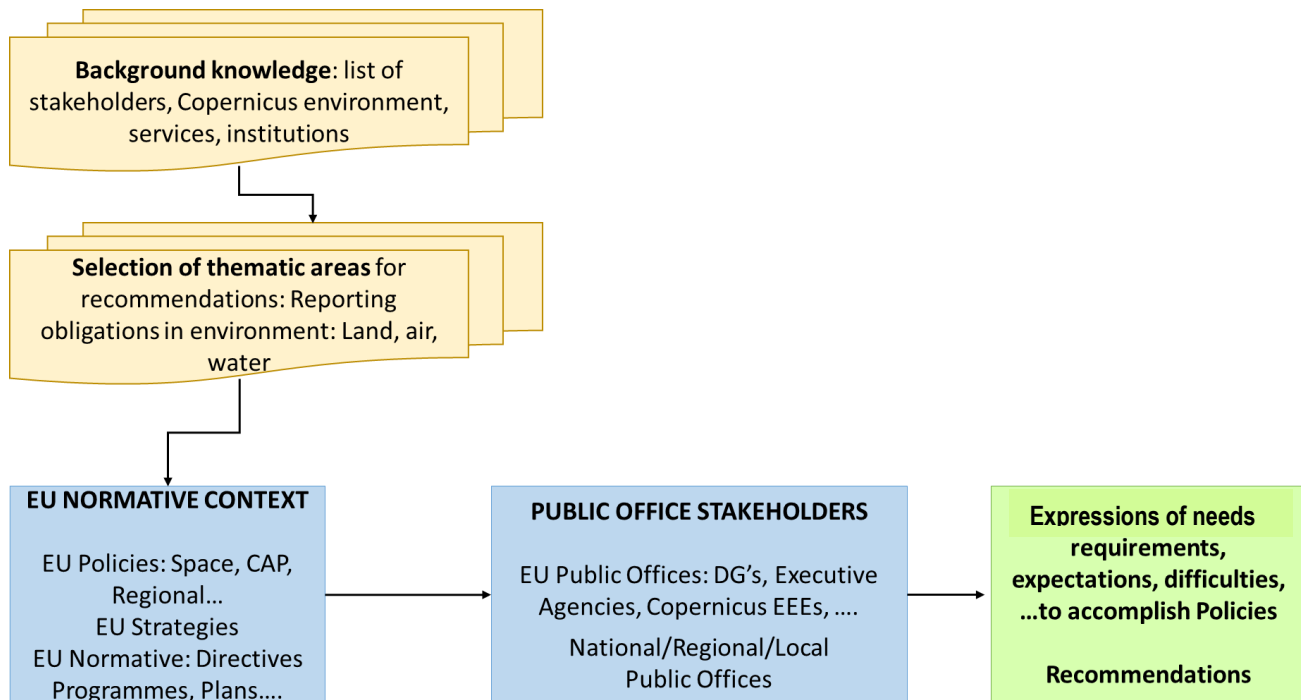 Background knowledge: list of
stakeholders, Copernicus environment,
services, institutions
Selection of thematic areas for
recommendations: Reporting
obligations in environment: Land, air,
water
EU NORMATIVE CONTEXT
EU Policies: Space, CAP,
Regional...
EU Strategies
EU Normative: Directives
Programmes, Plans....
PUBLIC OFFICE STAKEHOLDERS
EU Public Offices: DG's, Executive
Agencies, Copernicus EEEs, ....
National/Regional/Local
Public Offices
Expressions of needs
requirements,
expectations, difficulties,
...to accomplish Policies
Recommendations